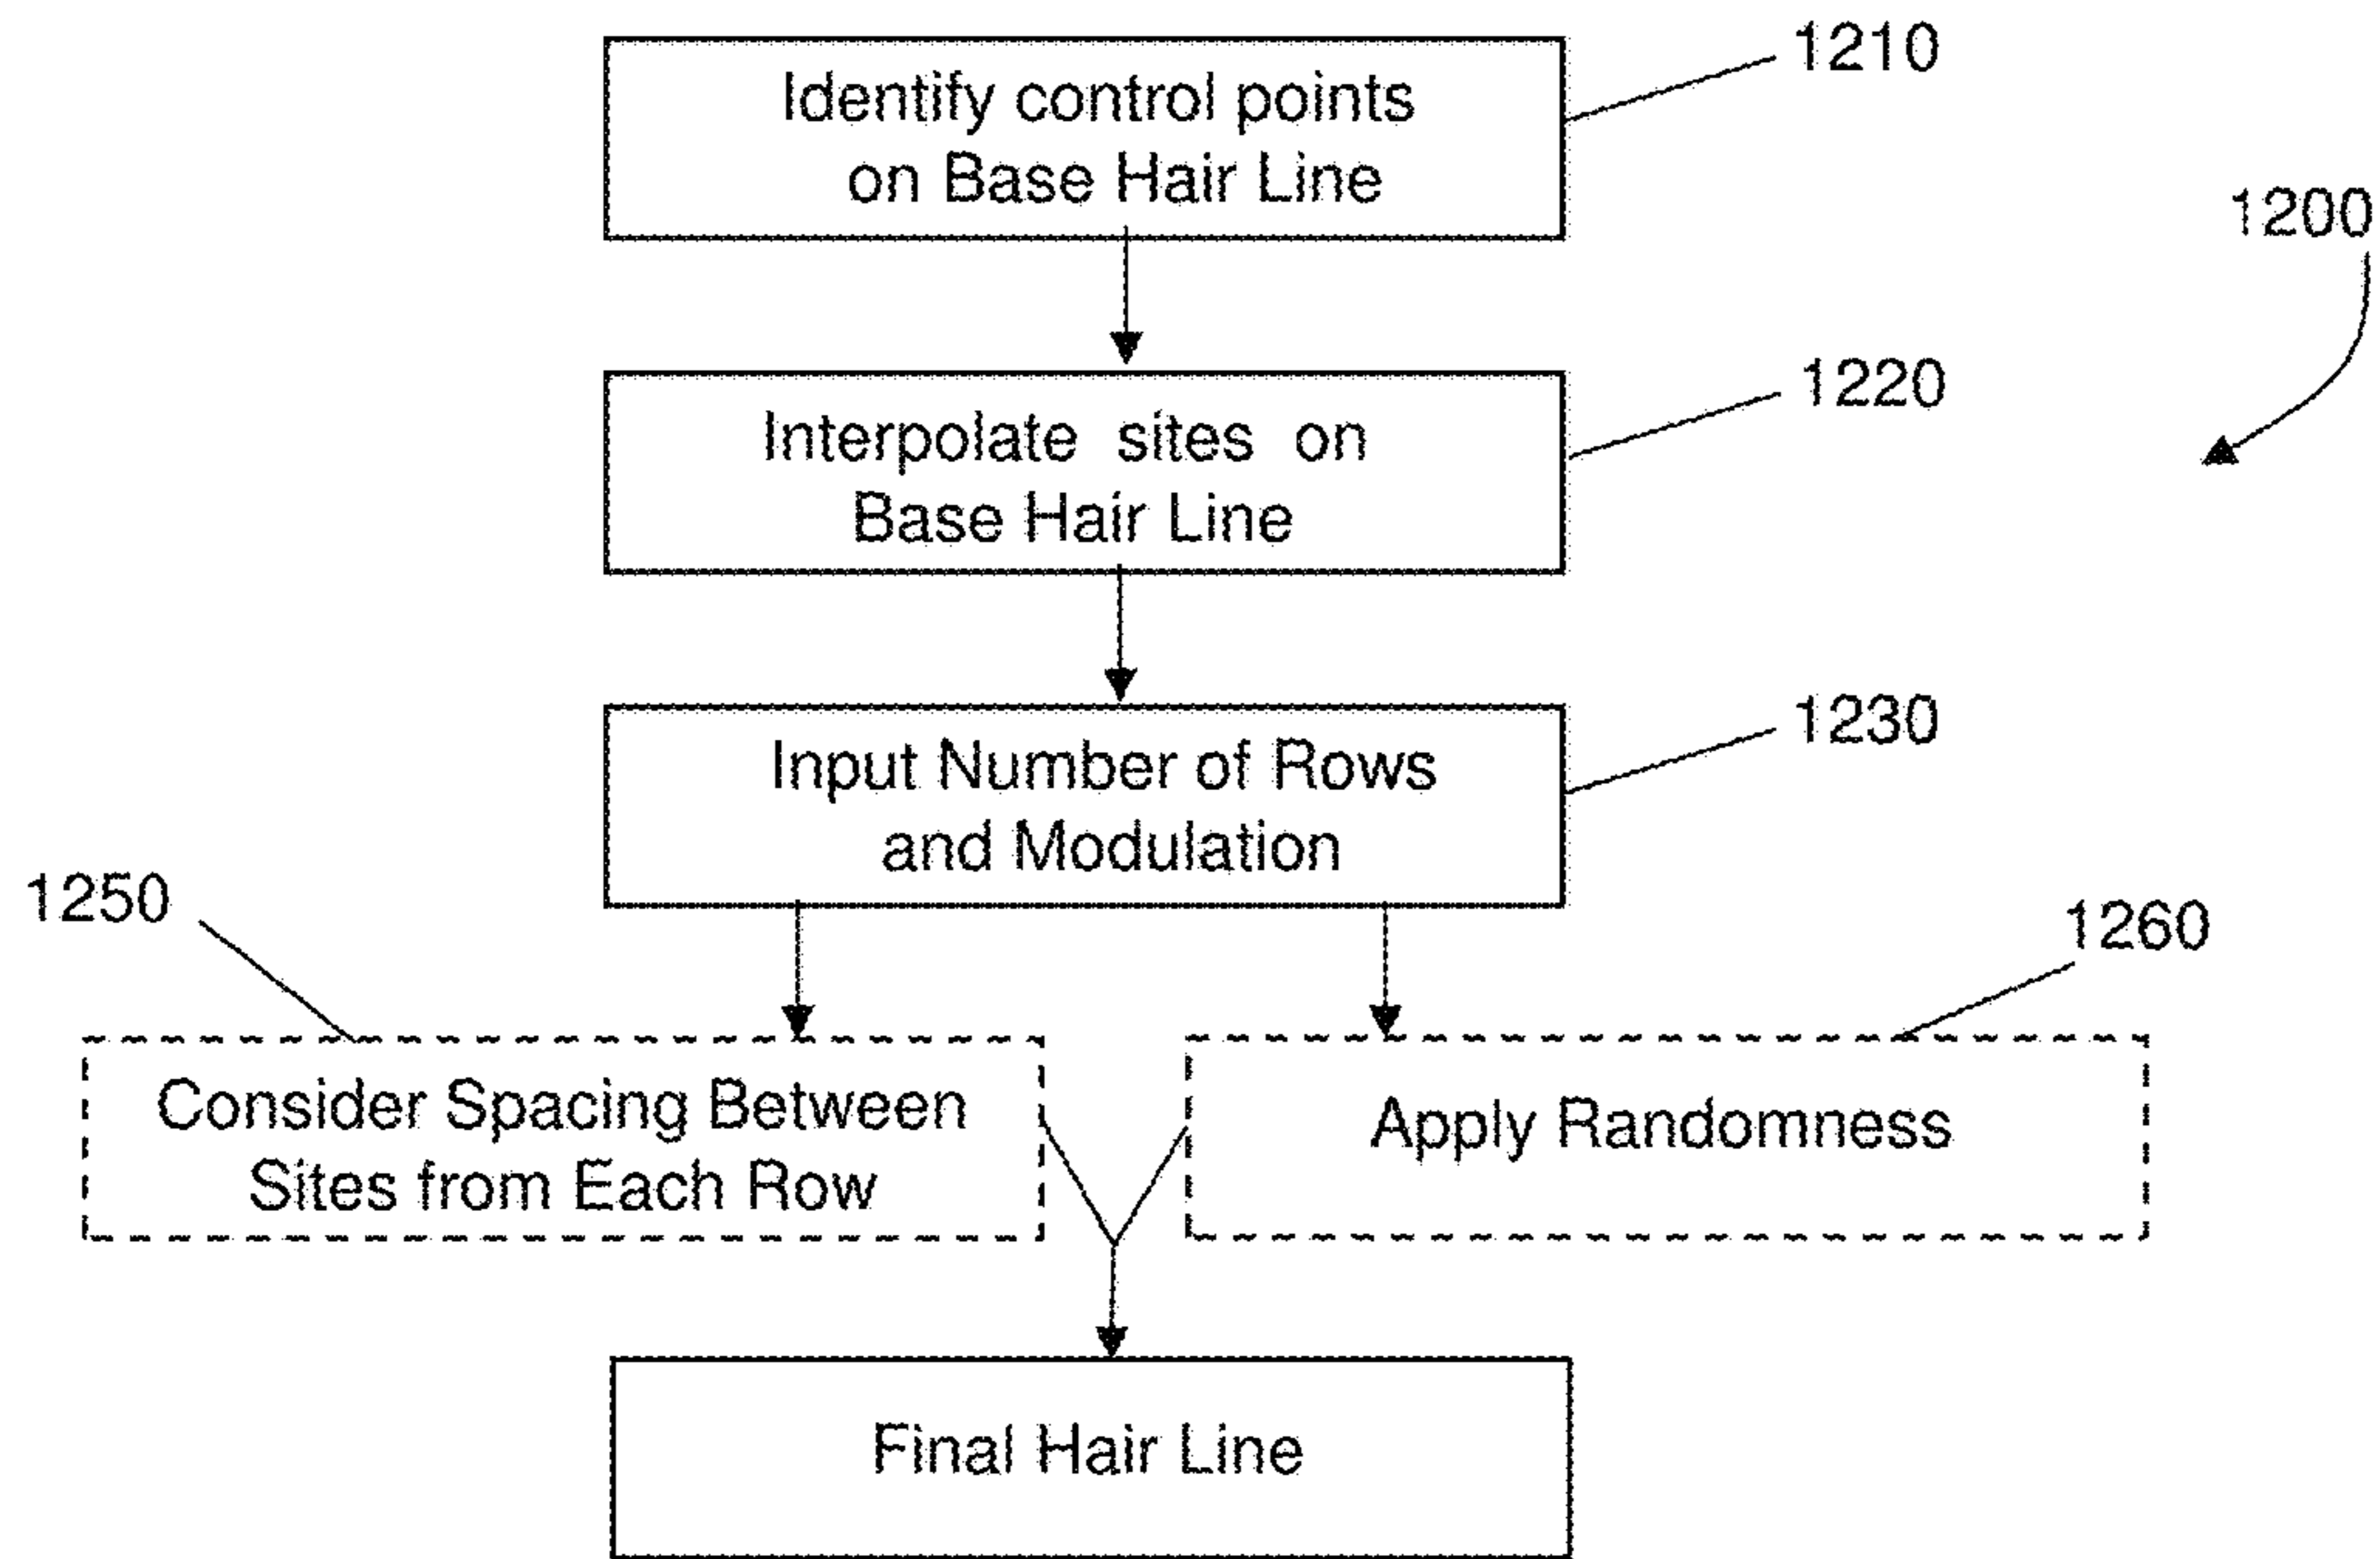 Identify control points
on Base Hair Line
1210
1200
Interpolate sites on
Base Hair Line
1220
Input Number of Rows
and Modulation
1230
1250
1260
Consider Spacing Between
Sites from Each Row
Apply Randomness
Final Hair Line